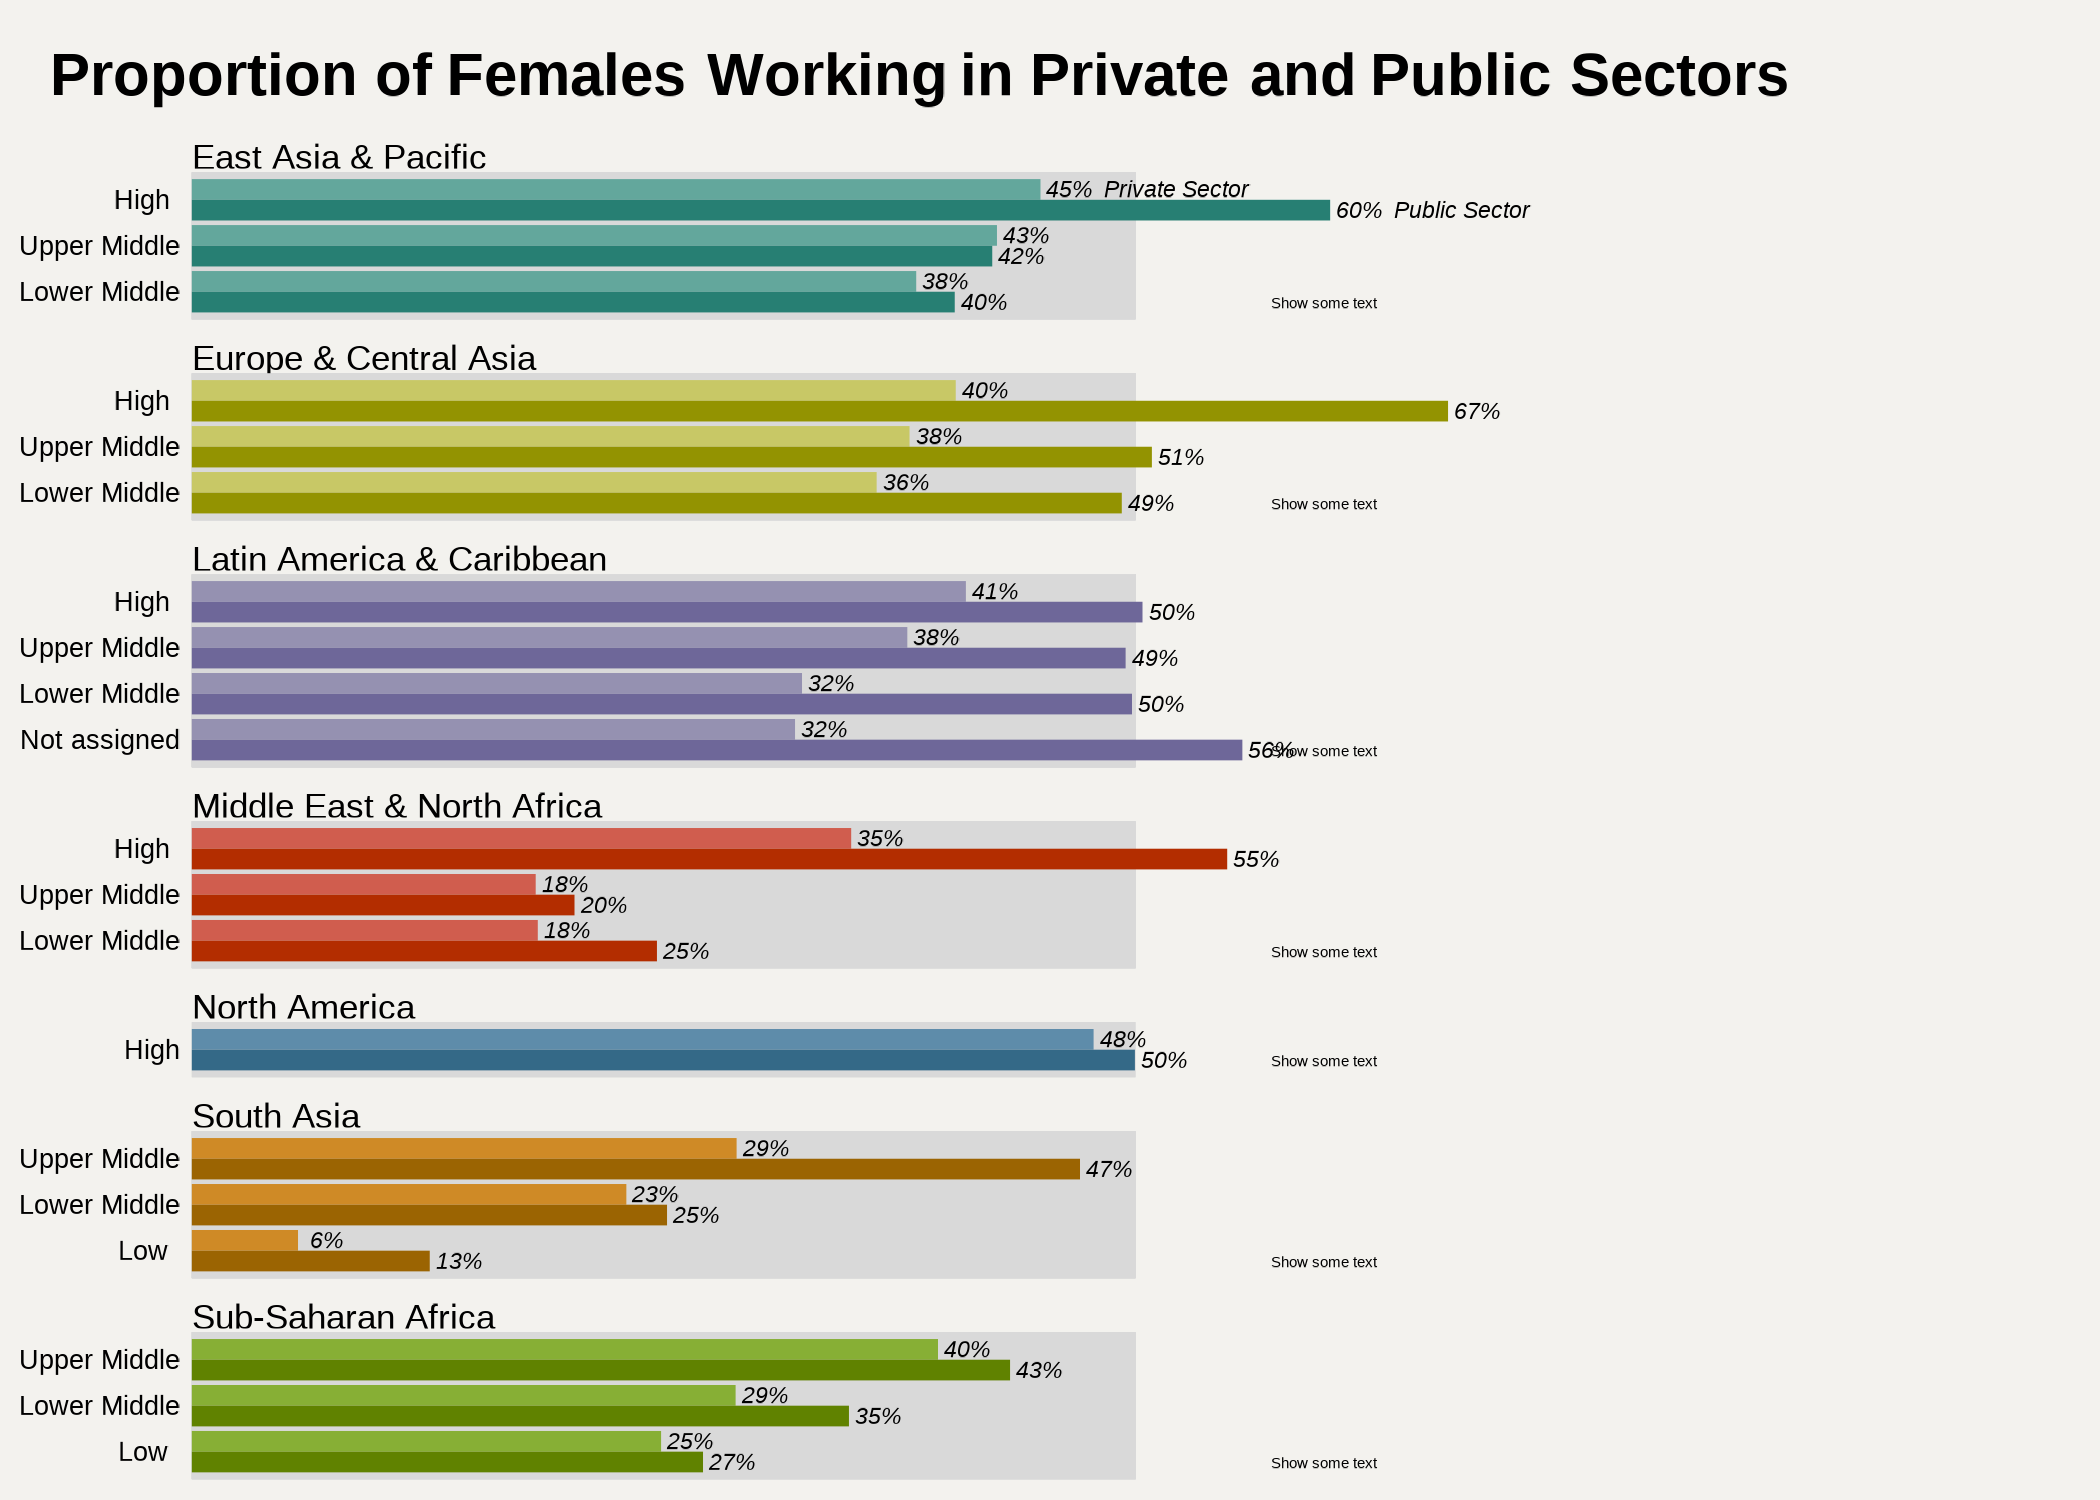 Proportion of Females Working in Private and Public Sectors
East Asia & Pacific
High 45% Private Sector
60% Public Sector
Upper Middle 43%
42%
Lower Middle 38%
40% Show some text
Europe & Central Asia
High 40%
67%
Upper Middle 38%
51%
Lower Middle 36%
49% Show some text
Latin America & Caribbean
High 41%
50%
Upper Middle 38%
49%
Lower Middle 32%
50%
Not assigned 32%
56% Show some text
Middle East & North Africa
High 35%
55%
Upper Middle 18%
20%
Lower Middle 18%
25% Show some text
North America
High 48%
50% Show some text
South Asia
Upper Middle 29%
47%
Lower Middle 23%
25%
Low 6%
13% Show some text
Sub-Saharan Africa
Upper Middle 40%
43%
Lower Middle 29%
35%
Low 25%
27% Show some text